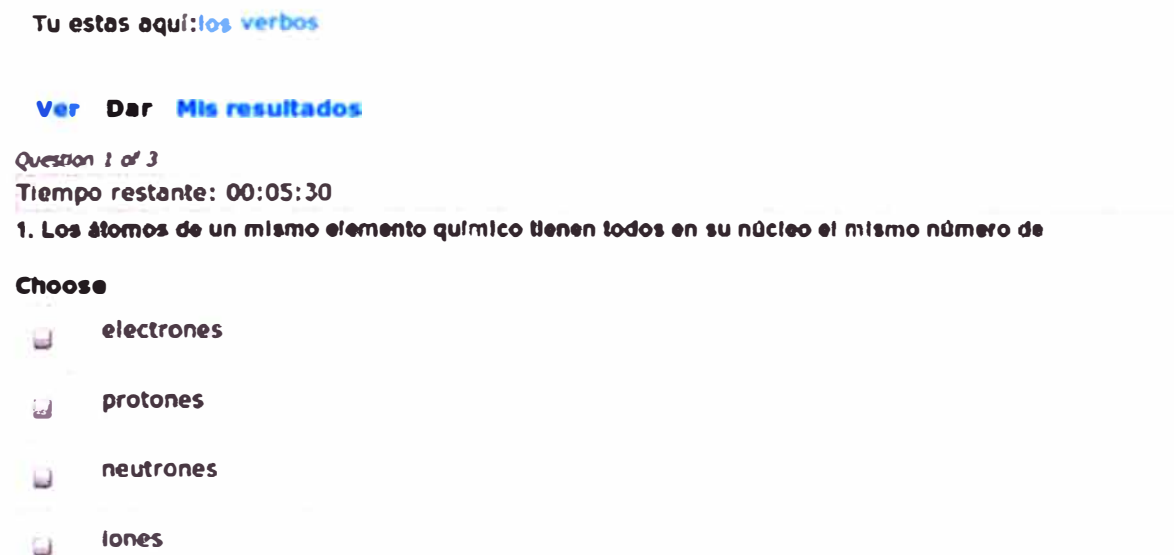 Tu estas aquí:los verbos
Ver Dar Mis resultados
Question 1 of 3
Tiempo restante: 00:05:30
1. Los átomos de un mismo elemento químico tienen todos en su núcleo el mismo número de
Choose
electrones
protones
neutrones
iones